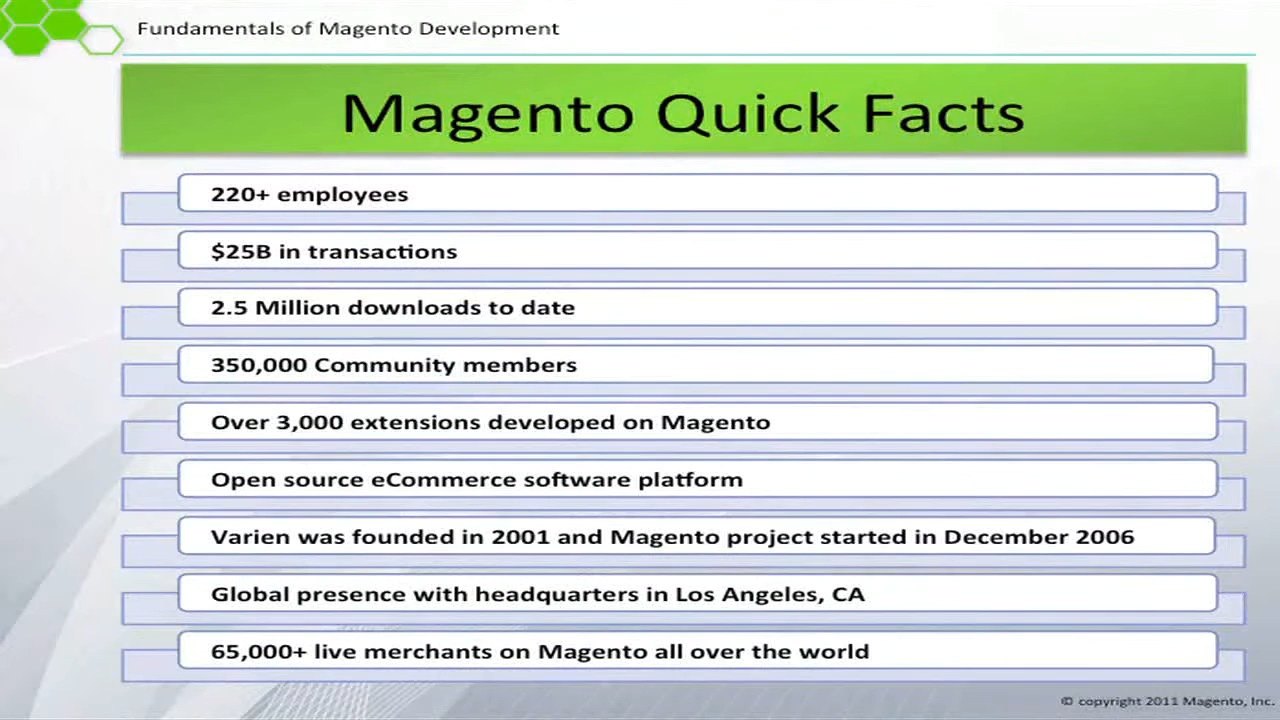 Fundamentals of Magento Development
Magento Quick Facts
220+ employees
$25B in transactions
2.5 Million downloads to date
350,000 Community members
Over 3,000 extensions developed on Magento
Open source eCommerce software platform
Varien was founded in 2001 and Magento project started in December 2006
Global presence with headquarters in Los Angeles, CA
65,000+ live merchants on Magento all over the world
© copyright 2011 Magento, Inc.